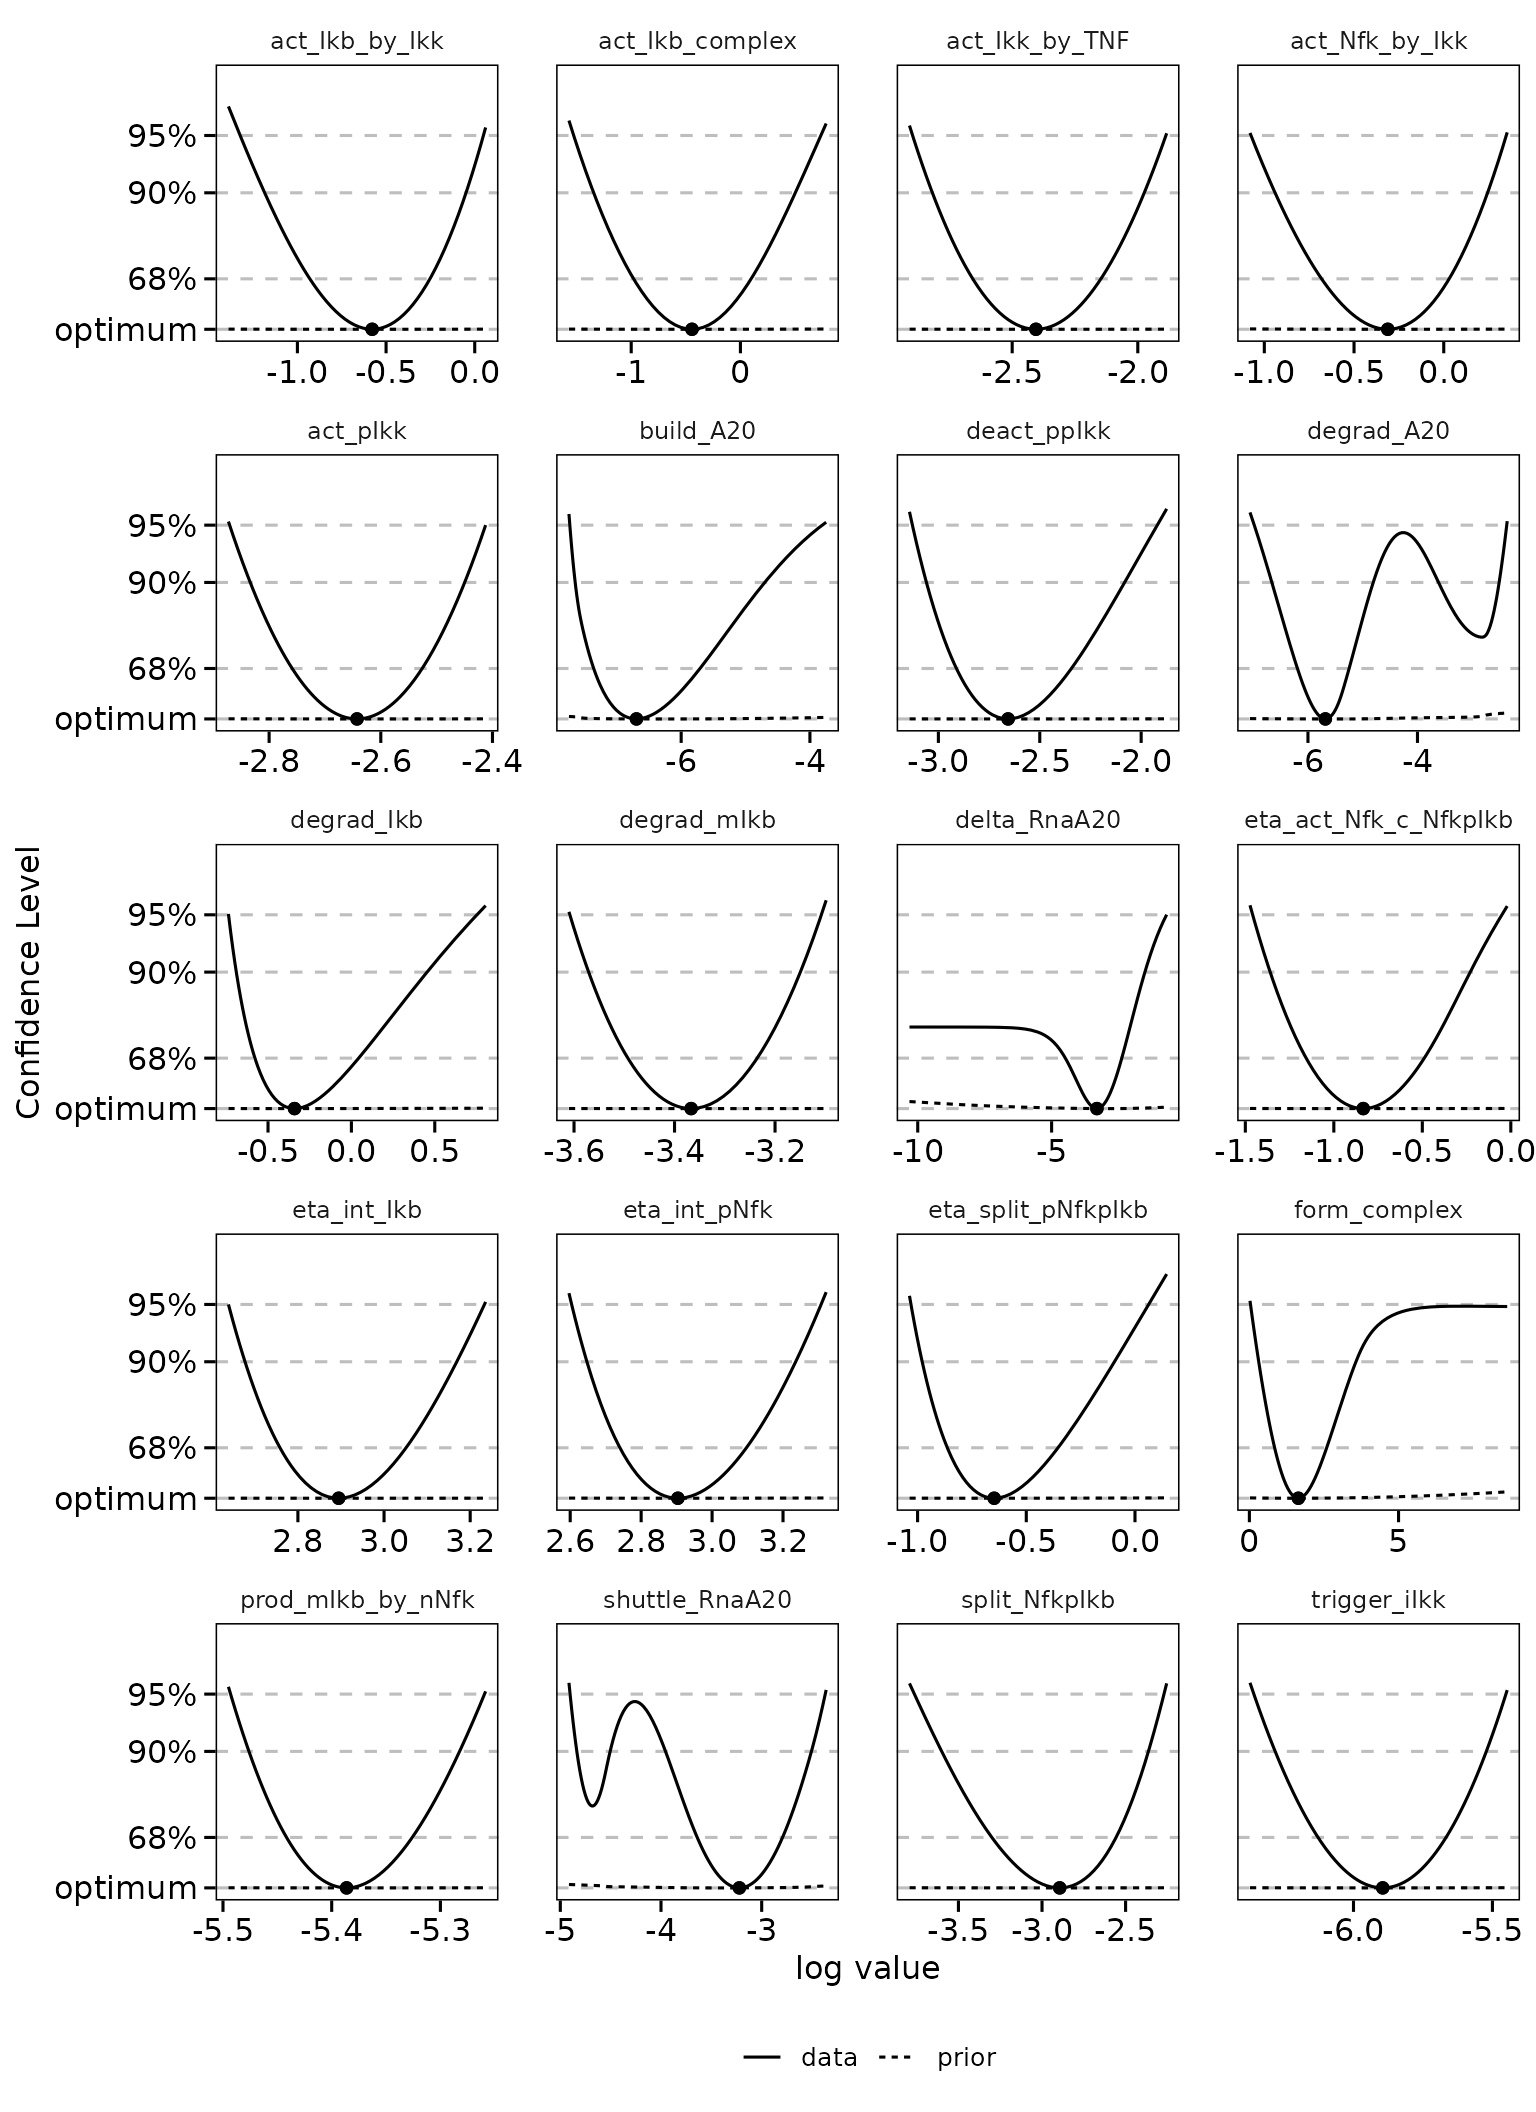 act_Ikb_by_Ikk act_Ikb_complex act_Ikk_by_TNF act_Nfk_by_Ikk
95%
90%
68%
optimum
-1.0 -0.5 0.0 -1 0 -2.5 -2.0 -1.0 -0.5 0.0
act_pIkk build_A20 deact_ppIkk degrad_A20
95%
90%
68%
optimum
-2.8 -2.6 -2.4 -6 -4 -3.0 -2.5 -2.0 -6 -4
degrad_Ikb degrad_mIkb delta_RnaA20 eta_act_Nfk_c_NfkpIkb
Confidence Level
95%
90%
68%
optimum
-0.5 0.0 0.5 -3.6 -3.4 -3.2 -10 -5 -1.5 -1.0 -0.5 0.0
eta_int_Ikb eta_int_pNfk eta_split_pNfkpIkb form_complex
95%
90%
68%
optimum
2.8 3.0 3.2 2.6 2.8 3.0 3.2 -1.0 -0.5 0.0 0 5
prod_mIkb_by_nNfk shuttle_RnaA20 split_NfkpIkb trigger_iIkk
95%
90%
68%
optimum
-5.5 -5.4 -5.3 -5 -4 -3 -3.5 -3.0 -2.5 -6.0 -5.5
log value
data prior